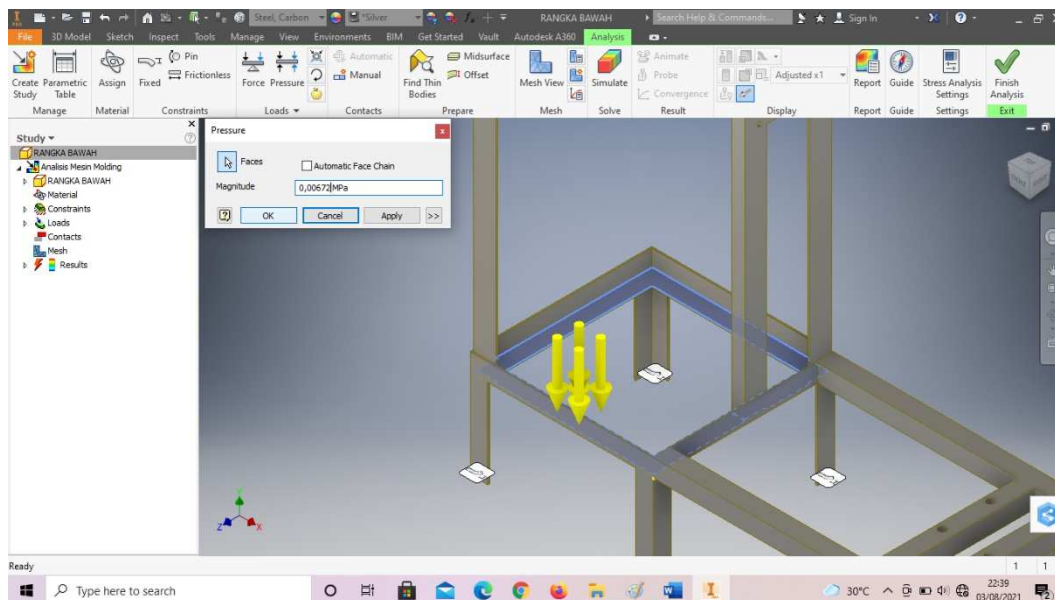 Steel, Carbon
*Silver
RANGKA BAWAH
Search Help & Commands...
Sign In
File 3D Model Sketch Inspect Tools Manage View Environments BIM Get Started Vault Autodesk A360 Analysis
Create Study
Parametric Table
Assign
Fixed
Pin
Frictionless
Force
Pressure
Automatic
Manual
Find Thin Bodies
Midsurface
Offset
Mesh View
Simulate
Animate
Probe
Convergence
Adjusted x1
Report
Guide
Stress Analysis Settings
Finish Analysis
Manage Material Constraints Loads Contacts Prepare Mesh Solve Result Display Report Guide Settings Exit
Study
RANGKA BAWAH
Analisis Mesin Molding
RANGKA BAWAH
Material
Constraints
Loads
Contacts
Mesh
Results
Pressure
Faces
Automatic Face Chain
Magnitude
0,00672 MPa
OK Cancel Apply >>
Y
Z
X
Ready
1 1
Type here to search
30°C
22:39
03/08/2021